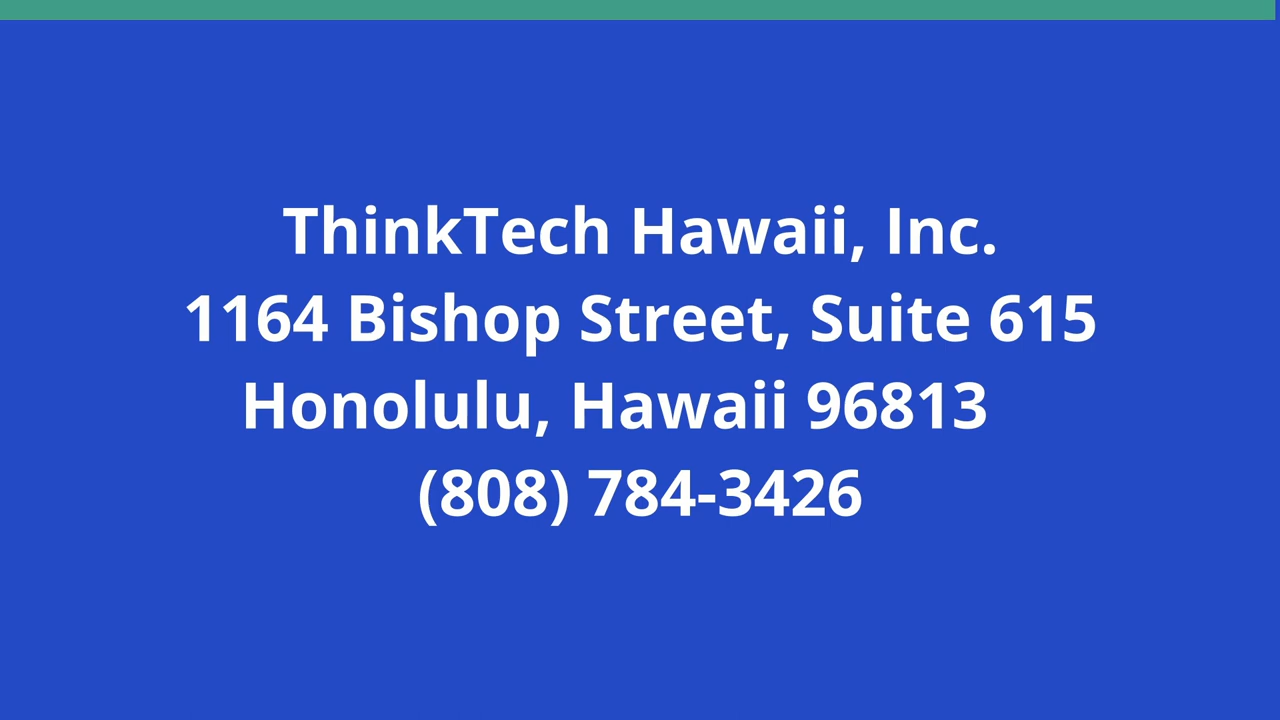 ThinkTech Hawaii, Inc.
1164 Bishop Street, Suite 615
Honolulu, Hawaii 96813
(808) 784-3426